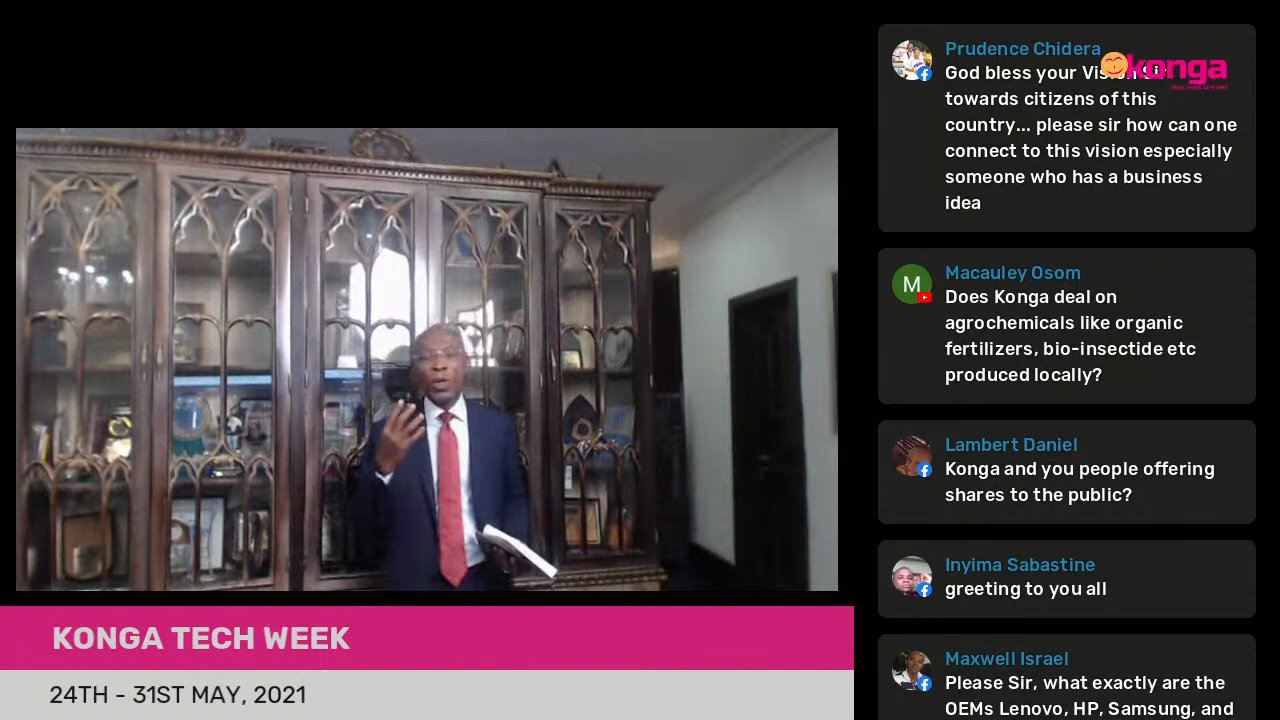 KONGA TECH WEEK
24TH - 31ST MAY, 2021
konga
Prudence Chidera
God bless your Vision Sir
towards citizens of this
country... please sir how can one
connect to this vision especially
someone who has a business
idea
M
Macauley Osom
Does Konga deal on
agrochemicals like organic
fertilizers, bio-insectide etc
produced locally?
Lambert Daniel
Konga and you people offering
shares to the public?
Inyima Sabastine
greeting to you all
Maxwell Israel
Please Sir, what exactly are the
OEMs Lenovo, HP, Samsung, and